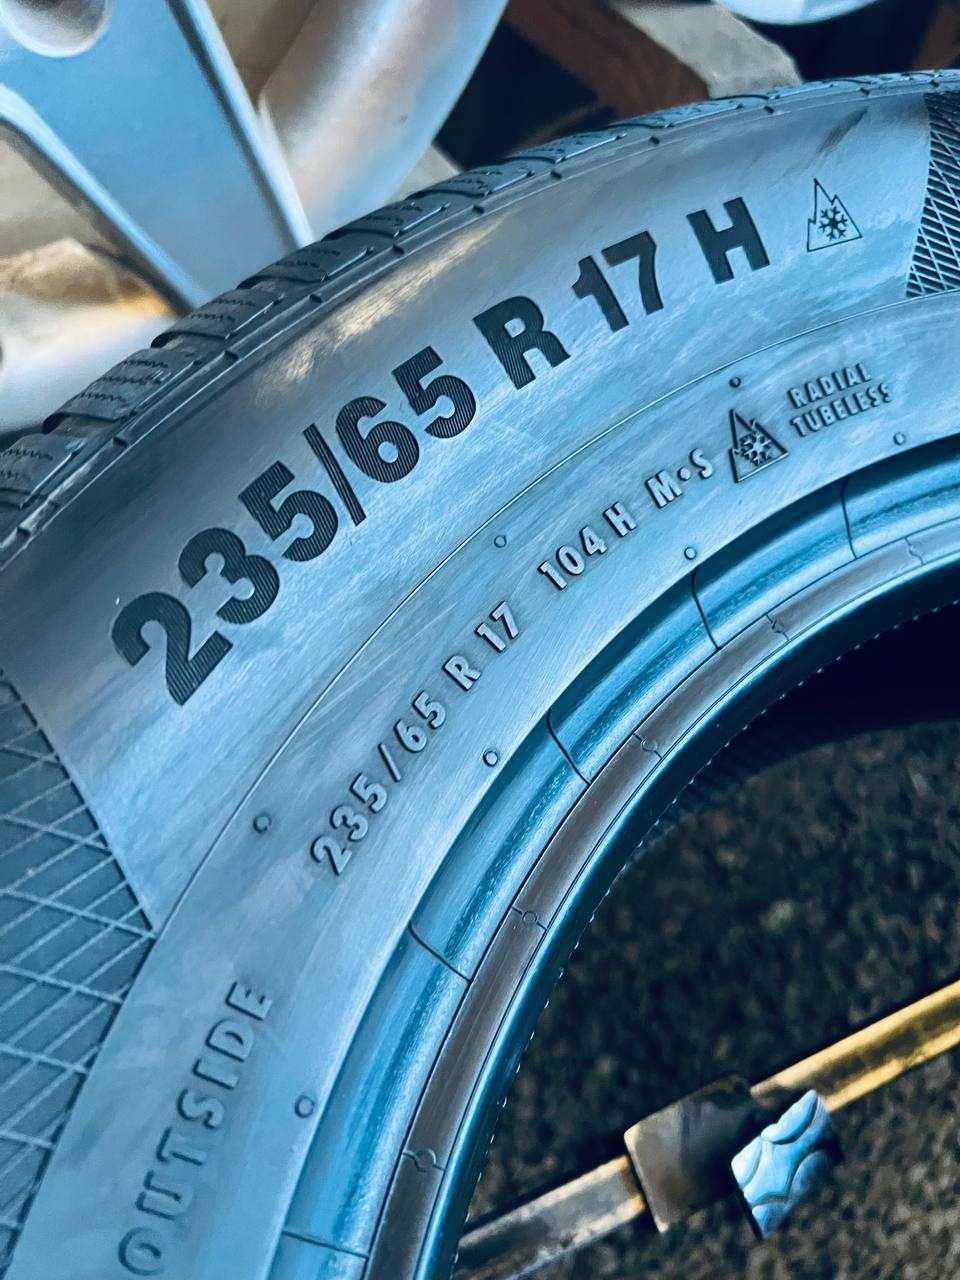 235/65 R 17 H
235/65 R 17 104 H M•S
RADIAL
TUBELESS
OUTSIDE